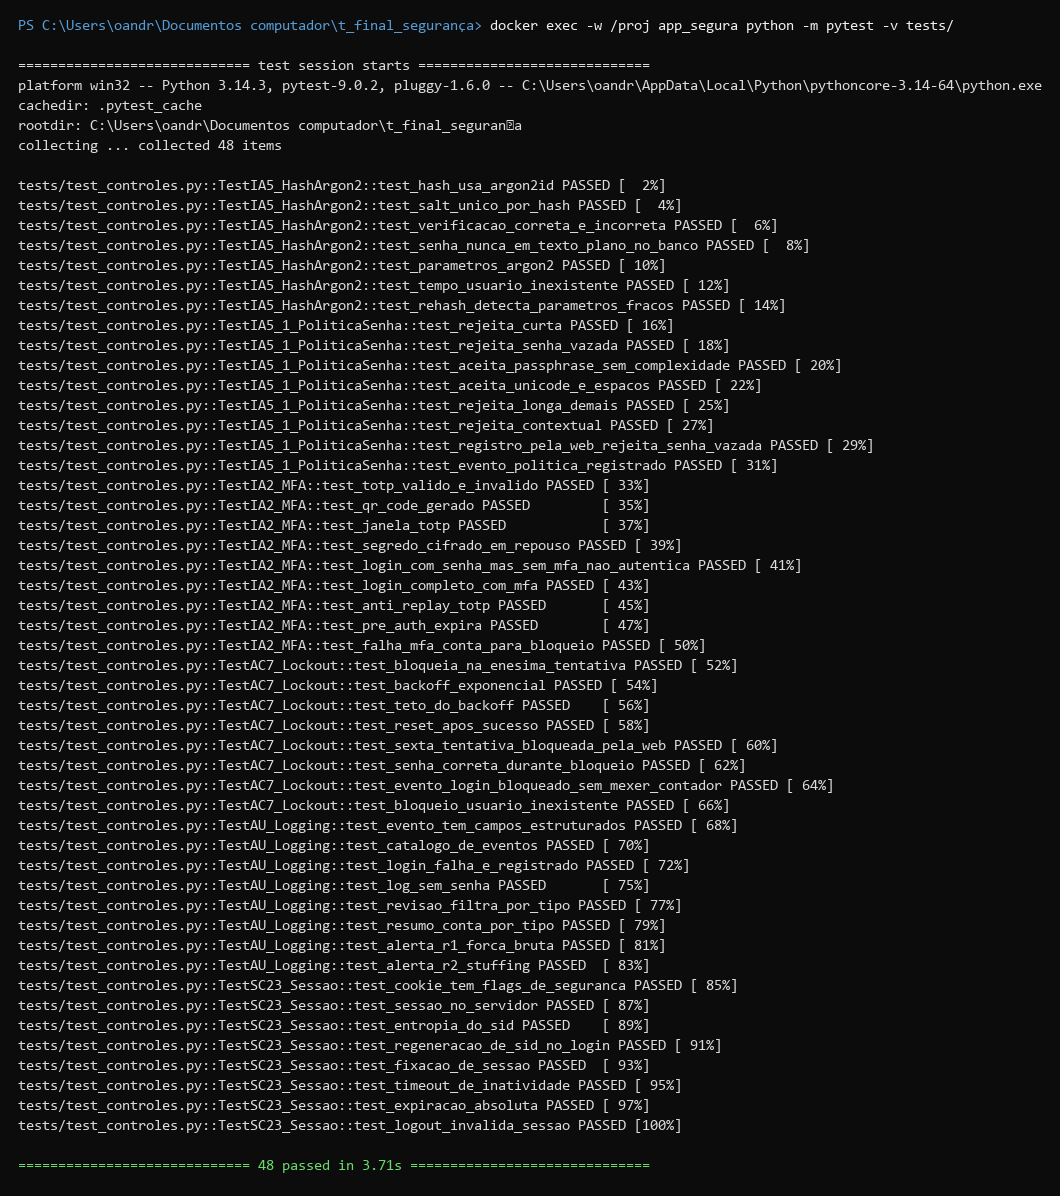 PS C:\Users\oandr\Documentos computador\t_final_segurança> docker exec -w /proj app_segura python -m pytest -v tests/
============================= test session starts =============================
platform win32 -- Python 3.14.3, pytest-9.0.2, pluggy-1.6.0 -- C:\Users\oandr\AppData\Local\Python\pythoncore-3.14-64\python.exe
cachedir: .pytest_cache
rootdir: C:\Users\oandr\Documentos computador\t_final_seguran�a
collecting ... collected 48 items
tests/test_controles.py::TestIA5_HashArgon2::test_hash_usa_argon2id PASSED [  2%]
tests/test_controles.py::TestIA5_HashArgon2::test_salt_unico_por_hash PASSED [  4%]
tests/test_controles.py::TestIA5_HashArgon2::test_verificacao_correta_e_incorreta PASSED [  6%]
tests/test_controles.py::TestIA5_HashArgon2::test_senha_nunca_em_texto_plano_no_banco PASSED [  8%]
tests/test_controles.py::TestIA5_HashArgon2::test_parametros_argon2 PASSED [ 10%]
tests/test_controles.py::TestIA5_HashArgon2::test_tempo_usuario_inexistente PASSED [ 12%]
tests/test_controles.py::TestIA5_HashArgon2::test_rehash_detecta_parametros_fracos PASSED [ 14%]
tests/test_controles.py::TestIA5_1_PoliticaSenha::test_rejeita_curta PASSED [ 16%]
tests/test_controles.py::TestIA5_1_PoliticaSenha::test_rejeita_senha_vazada PASSED [ 18%]
tests/test_controles.py::TestIA5_1_PoliticaSenha::test_aceita_passphrase_sem_complexidade PASSED [ 20%]
tests/test_controles.py::TestIA5_1_PoliticaSenha::test_aceita_unicode_e_espacos PASSED [ 22%]
tests/test_controles.py::TestIA5_1_PoliticaSenha::test_rejeita_longa_demais PASSED [ 25%]
tests/test_controles.py::TestIA5_1_PoliticaSenha::test_rejeita_contextual PASSED [ 27%]
tests/test_controles.py::TestIA5_1_PoliticaSenha::test_registro_pela_web_rejeita_senha_vazada PASSED [ 29%]
tests/test_controles.py::TestIA5_1_PoliticaSenha::test_evento_politica_registrado PASSED [ 31%]
tests/test_controles.py::TestIA2_MFA::test_totp_valido_e_invalido PASSED [ 33%]
tests/test_controles.py::TestIA2_MFA::test_qr_code_gerado PASSED         [ 35%]
tests/test_controles.py::TestIA2_MFA::test_janela_totp PASSED            [ 37%]
tests/test_controles.py::TestIA2_MFA::test_segredo_cifrado_em_repouso PASSED [ 39%]
tests/test_controles.py::TestIA2_MFA::test_login_com_senha_mas_sem_mfa_nao_autentica PASSED [ 41%]
tests/test_controles.py::TestIA2_MFA::test_login_completo_com_mfa PASSED [ 43%]
tests/test_controles.py::TestIA2_MFA::test_anti_replay_totp PASSED       [ 45%]
tests/test_controles.py::TestIA2_MFA::test_pre_auth_expira PASSED        [ 47%]
tests/test_controles.py::TestIA2_MFA::test_falha_mfa_conta_para_bloqueio PASSED [ 50%]
tests/test_controles.py::TestAC7_Lockout::test_bloqueia_na_enesima_tentativa PASSED [ 52%]
tests/test_controles.py::TestAC7_Lockout::test_backoff_exponencial PASSED [ 54%]
tests/test_controles.py::TestAC7_Lockout::test_teto_do_backoff PASSED    [ 56%]
tests/test_controles.py::TestAC7_Lockout::test_reset_apos_sucesso PASSED [ 58%]
tests/test_controles.py::TestAC7_Lockout::test_sexta_tentativa_bloqueada_pela_web PASSED [ 60%]
tests/test_controles.py::TestAC7_Lockout::test_senha_correta_durante_bloqueio PASSED [ 62%]
tests/test_controles.py::TestAC7_Lockout::test_evento_login_bloqueado_sem_mexer_contador PASSED [ 64%]
tests/test_controles.py::TestAC7_Lockout::test_bloqueio_usuario_inexistente PASSED [ 66%]
tests/test_controles.py::TestAU_Logging::test_evento_tem_campos_estruturados PASSED [ 68%]
tests/test_controles.py::TestAU_Logging::test_catalogo_de_eventos PASSED [ 70%]
tests/test_controles.py::TestAU_Logging::test_login_falha_e_registrado PASSED [ 72%]
tests/test_controles.py::TestAU_Logging::test_log_sem_senha PASSED       [ 75%]
tests/test_controles.py::TestAU_Logging::test_revisao_filtra_por_tipo PASSED [ 77%]
tests/test_controles.py::TestAU_Logging::test_resumo_conta_por_tipo PASSED [ 79%]
tests/test_controles.py::TestAU_Logging::test_alerta_r1_forca_bruta PASSED [ 81%]
tests/test_controles.py::TestAU_Logging::test_alerta_r2_stuffing PASSED  [ 83%]
tests/test_controles.py::TestSC23_Sessao::test_cookie_tem_flags_de_seguranca PASSED [ 85%]
tests/test_controles.py::TestSC23_Sessao::test_sessao_no_servidor PASSED [ 87%]
tests/test_controles.py::TestSC23_Sessao::test_entropia_do_sid PASSED    [ 89%]
tests/test_controles.py::TestSC23_Sessao::test_regeneracao_de_sid_no_login PASSED [ 91%]
tests/test_controles.py::TestSC23_Sessao::test_fixacao_de_sessao PASSED  [ 93%]
tests/test_controles.py::TestSC23_Sessao::test_timeout_de_inatividade PASSED [ 95%]
tests/test_controles.py::TestSC23_Sessao::test_expiracao_absoluta PASSED [ 97%]
tests/test_controles.py::TestSC23_Sessao::test_logout_invalida_sessao PASSED [100%]
============================= 48 passed in 3.71s ==============================